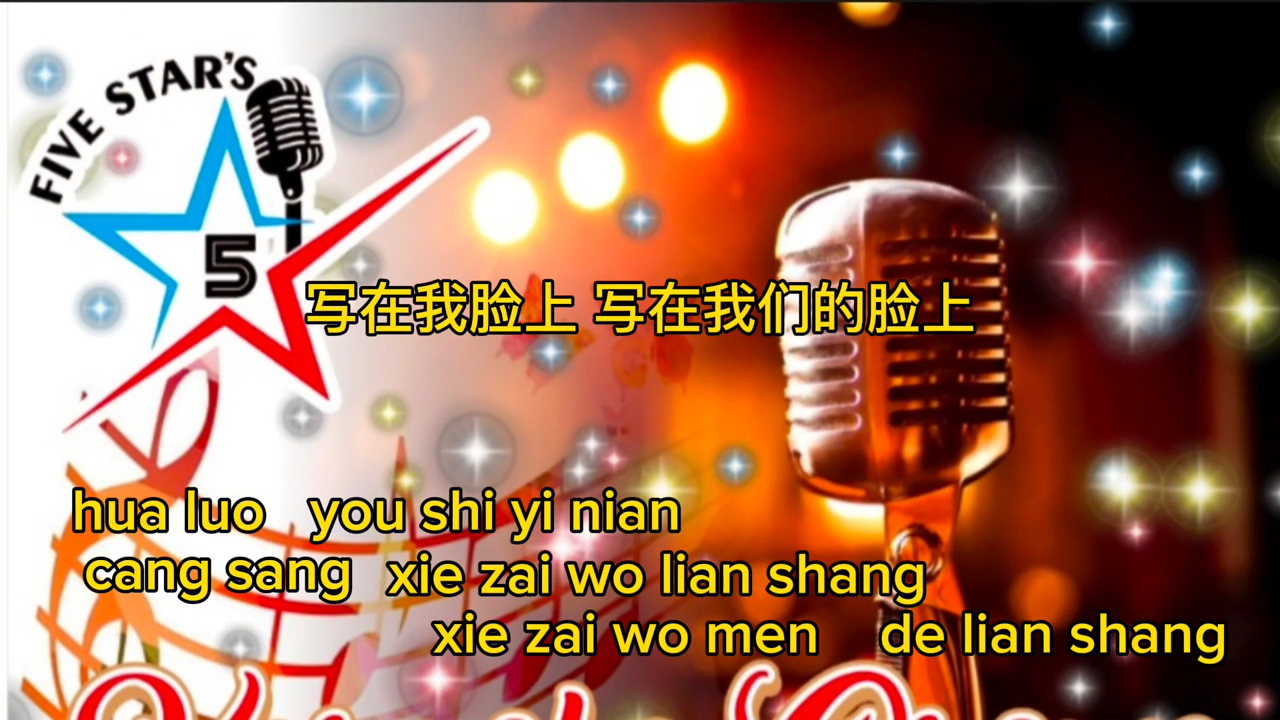 FIVE STAR'S
5
写在我脸上 写在我们的脸上
hua luo you shi yi nian
cang sang xie zai wo lian shang
xie zai wo men de lian shang